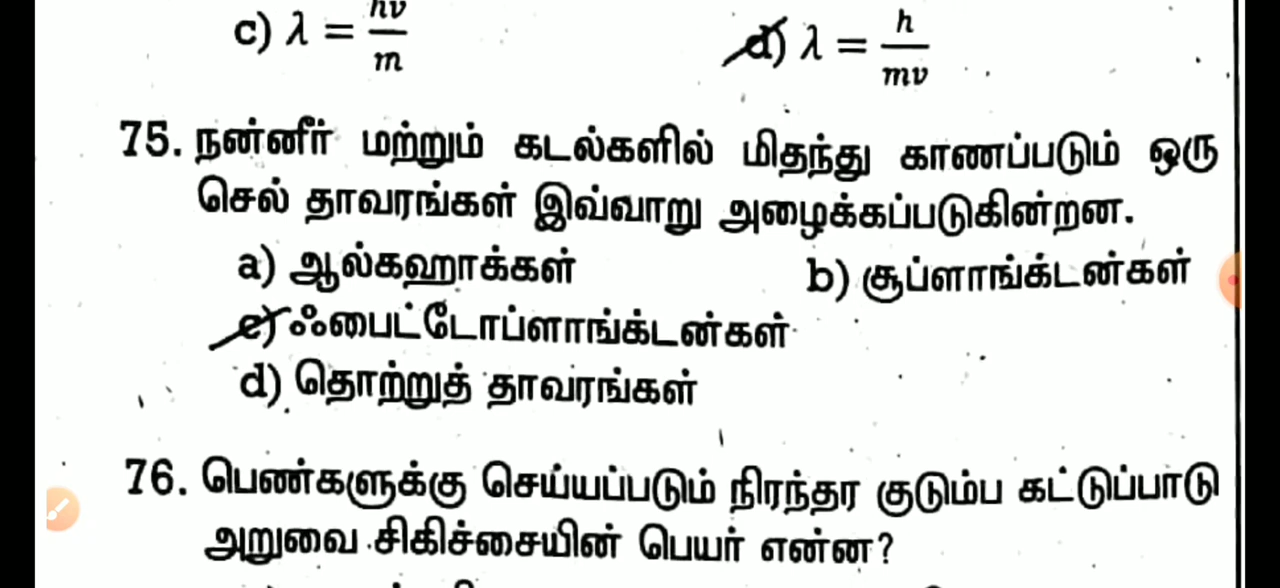 c) λ = hv/m d) λ = h/mv
75. நன்னீர் மற்றும் கடல்களில் மிதந்து காணப்படும் ஒரு
செல் தாவரங்கள் இவ்வாறு அழைக்கப்படுகின்றன.
a) ஆல்கஹாக்கள் b) சூப்ளாங்க்டன்கள்
c) ஃபைட்டோப்ளாங்க்டன்கள்
d) தொற்றுத் தாவரங்கள்
76. பெண்களுக்கு செய்யப்படும் நிரந்தர குடும்ப கட்டுப்பாடு
அறுவை சிகிச்சையின் பெயர் என்ன?